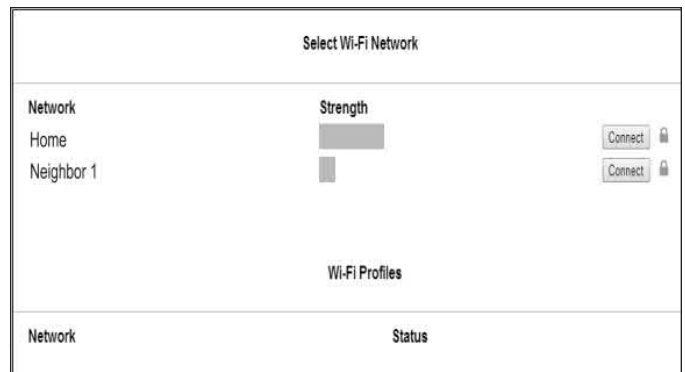 Select Wi-Fi Network
Network Strength
Home Connect
Neighbor 1 Connect
Wi-Fi Profiles
Network Status